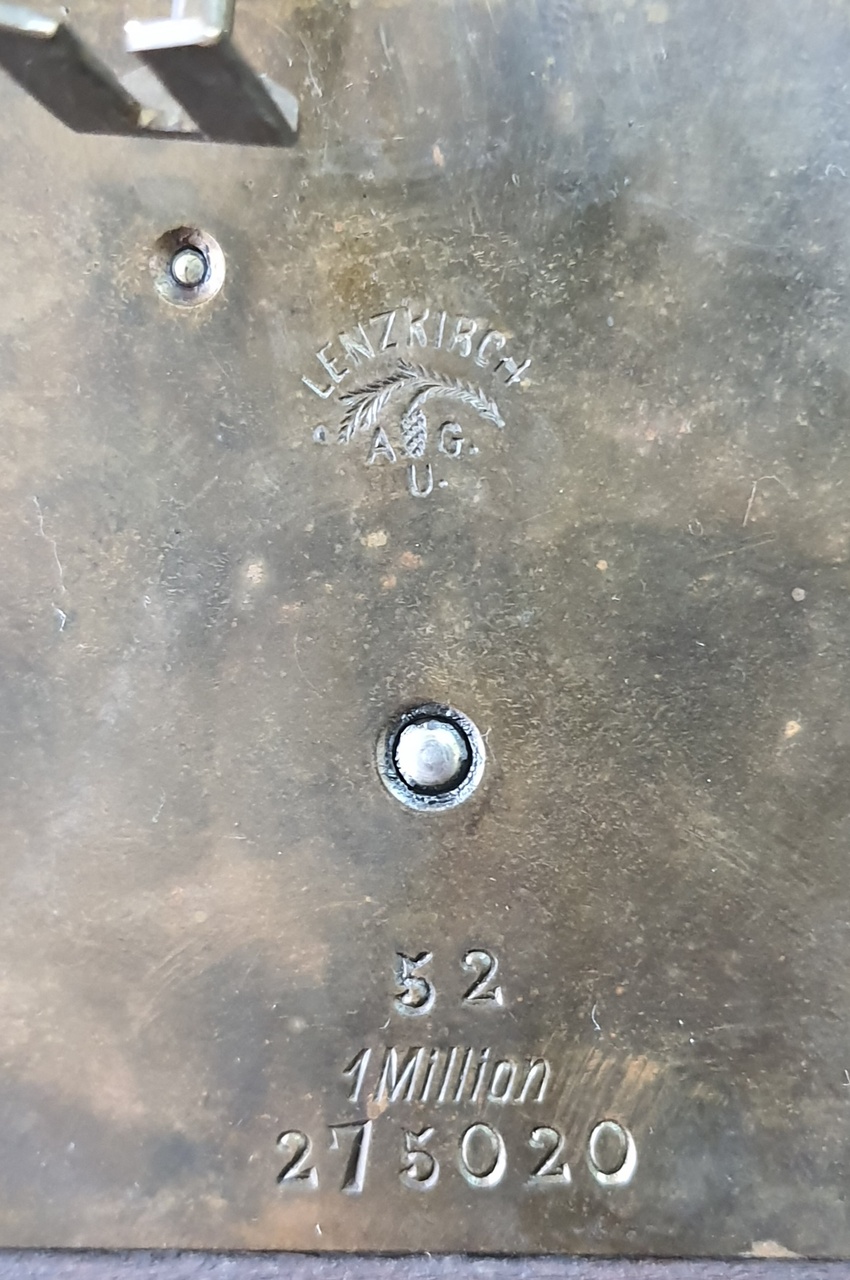 LENZKIRCH
A. G.
U.
52
1 Million
275020